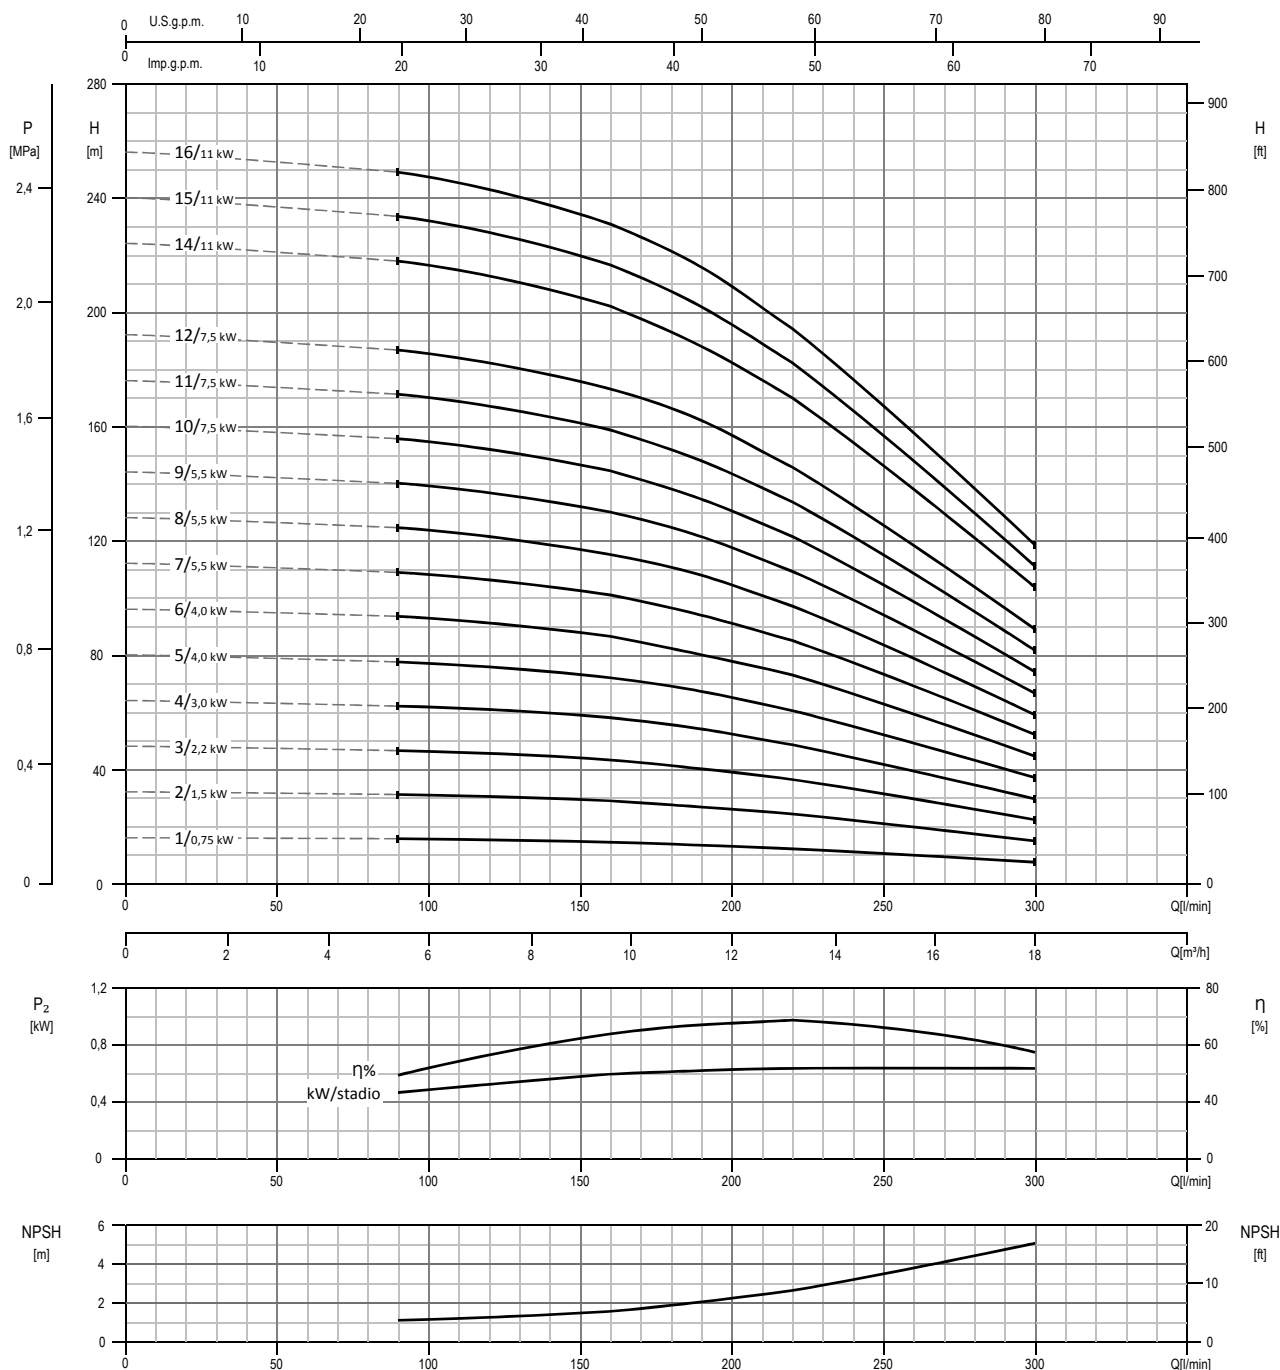 0 U.S.g.p.m. 10 20 30 40 50 60 70 80 90
0 Imp.g.p.m. 10 20 30 40 50 60 70
P [MPa]
2,4
2,0
1,6
1,2
0,8
0,4
0
H [m]
280
240
200
160
120
80
40
0
H [ft]
900
800
700
600
500
400
300
200
100
0
16/11 kW
15/11 kW
14/11 kW
12/7,5 kW
11/7,5 kW
10/7,5 kW
9/5,5 kW
8/5,5 kW
7/5,5 kW
6/4,0 kW
5/4,0 kW
4/3,0 kW
3/2,2 kW
2/1,5 kW
1/0,75 kW
0 50 100 150 200 250 300 Q[l/min]
0 2 4 6 8 10 12 14 16 18 Q[m³/h]
P₂ [kW]
1,2
0,8
0,4
0
η%
kW/stadio
η [%]
80
60
40
0
0 50 100 150 200 250 300 Q[l/min]
NPSH [m]
6
4
2
0
NPSH [ft]
20
10
0
0 50 100 150 200 250 300 Q[l/min]